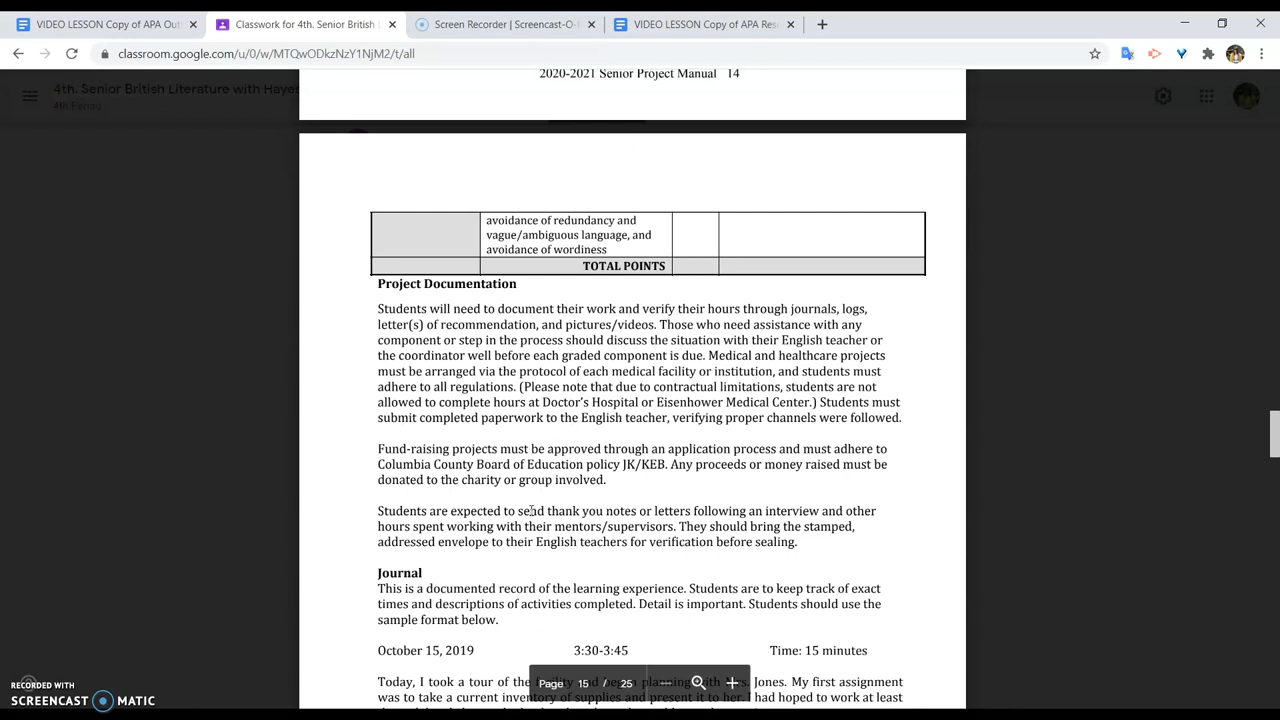 VIDEO LESSON Copy of APA Out
Classwork for 4th. Senior British L
Screen Recorder | Screencast-O-
VIDEO LESSON Copy of APA Res
classroom.google.com/u/0/w/MTQwODkzNzY1NjM2/t/all
4th. Senior British Literature with Hayes
2020-2021 Senior Project Manual 14
avoidance of redundancy and
vague/ambiguous language, and
avoidance of wordiness
TOTAL POINTS
Project Documentation
Students will need to document their work and verify their hours through journals, logs,
letter(s) of recommendation, and pictures/videos. Those who need assistance with any
component or step in the process should discuss the situation with their English teacher or
the coordinator well before each graded component is due. Medical and healthcare projects
must be arranged via the protocol of each medical facility or institution, and students must
adhere to all regulations. (Please note that due to contractual limitations, students are not
allowed to complete hours at Doctor's Hospital or Eisenhower Medical Center.) Students must
submit completed paperwork to the English teacher, verifying proper channels were followed.
Fund-raising projects must be approved through an application process and must adhere to
Columbia County Board of Education policy JK/KEB. Any proceeds or money raised must be
donated to the charity or group involved.
Students are expected to send thank you notes or letters following an interview and other
hours spent working with their mentors/supervisors. They should bring the stamped,
addressed envelope to their English teachers for verification before sealing.
Journal
This is a documented record of the learning experience. Students are to keep track of exact
times and descriptions of activities completed. Detail is important. Students should use the
sample format below.
October 15, 2019 3:30-3:45 Time: 15 minutes
Today, I took a tour of the facility and began planning with Mrs. Jones. My first assignment
was to take a current inventory of supplies and present it to her. I had hoped to work at least
Page 15 / 25
RECORDED WITH
SCREENCAST MATIC